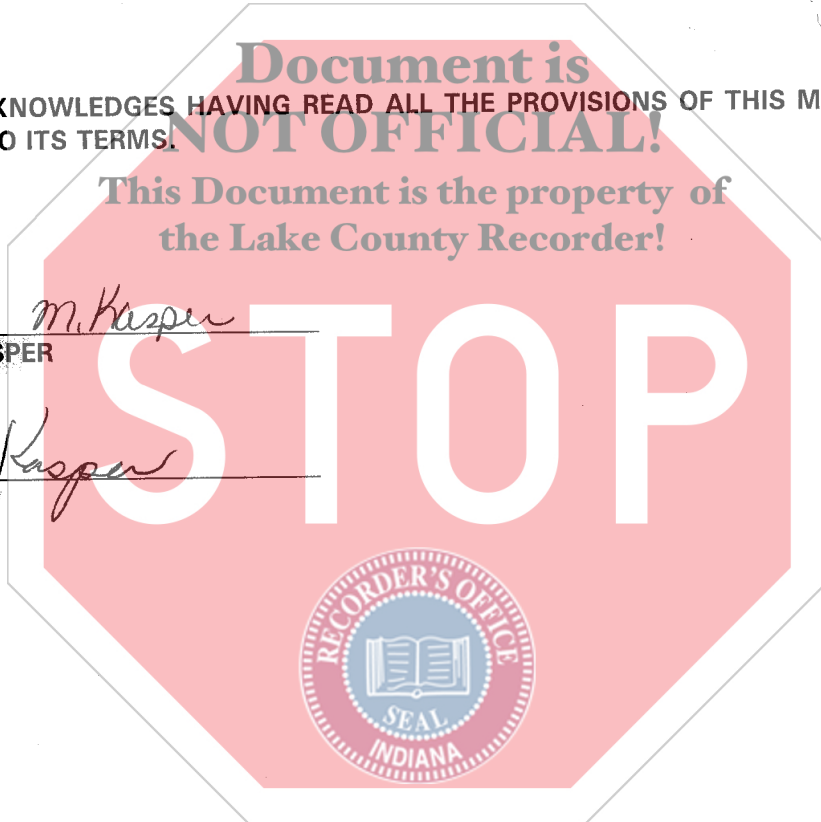 Document is
KNOWLEDGES HAVING READ ALL THE PROVISIONS OF THIS M
NOT OFFICIAL!
O ITS TERMS.
This Document is the property of
the Lake County Recorder!
M. Kasper
SPER
STOP
Kasper
RECORDER'S OFFICE
SEAL
INDIANA